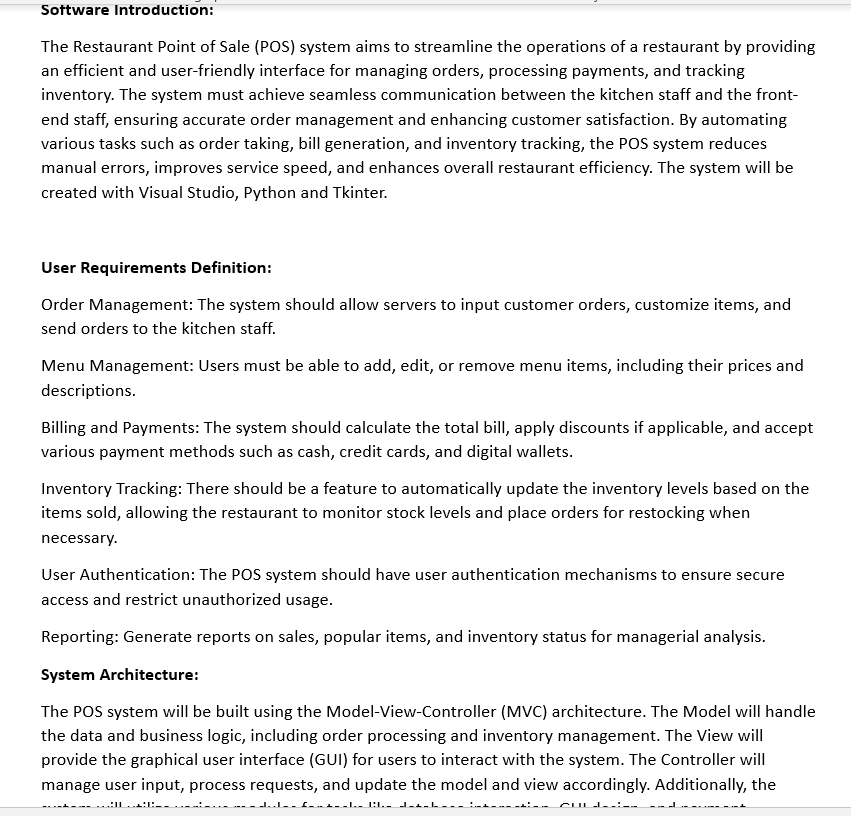 Software Introduction:
The Restaurant Point of Sale (POS) system aims to streamline the operations of a restaurant by providing
an efficient and user-friendly interface for managing orders, processing payments, and tracking
inventory. The system must achieve seamless communication between the kitchen staff and the front-
end staff, ensuring accurate order management and enhancing customer satisfaction. By automating
various tasks such as order taking, bill generation, and inventory tracking, the POS system reduces
manual errors, improves service speed, and enhances overall restaurant efficiency. The system will be
created with Visual Studio, Python and Tkinter.
User Requirements Definition:
Order Management: The system should allow servers to input customer orders, customize items, and
send orders to the kitchen staff.
Menu Management: Users must be able to add, edit, or remove menu items, including their prices and
descriptions.
Billing and Payments: The system should calculate the total bill, apply discounts if applicable, and accept
various payment methods such as cash, credit cards, and digital wallets.
Inventory Tracking: There should be a feature to automatically update the inventory levels based on the
items sold, allowing the restaurant to monitor stock levels and place orders for restocking when
necessary.
User Authentication: The POS system should have user authentication mechanisms to ensure secure
access and restrict unauthorized usage.
Reporting: Generate reports on sales, popular items, and inventory status for managerial analysis.
System Architecture:
The POS system will be built using the Model-View-Controller (MVC) architecture. The Model will handle
the data and business logic, including order processing and inventory management. The View will
provide the graphical user interface (GUI) for users to interact with the system. The Controller will
manage user input, process requests, and update the model and view accordingly. Additionally, the
system will utilize various modules for tasks like database interaction, GUI design, and payment